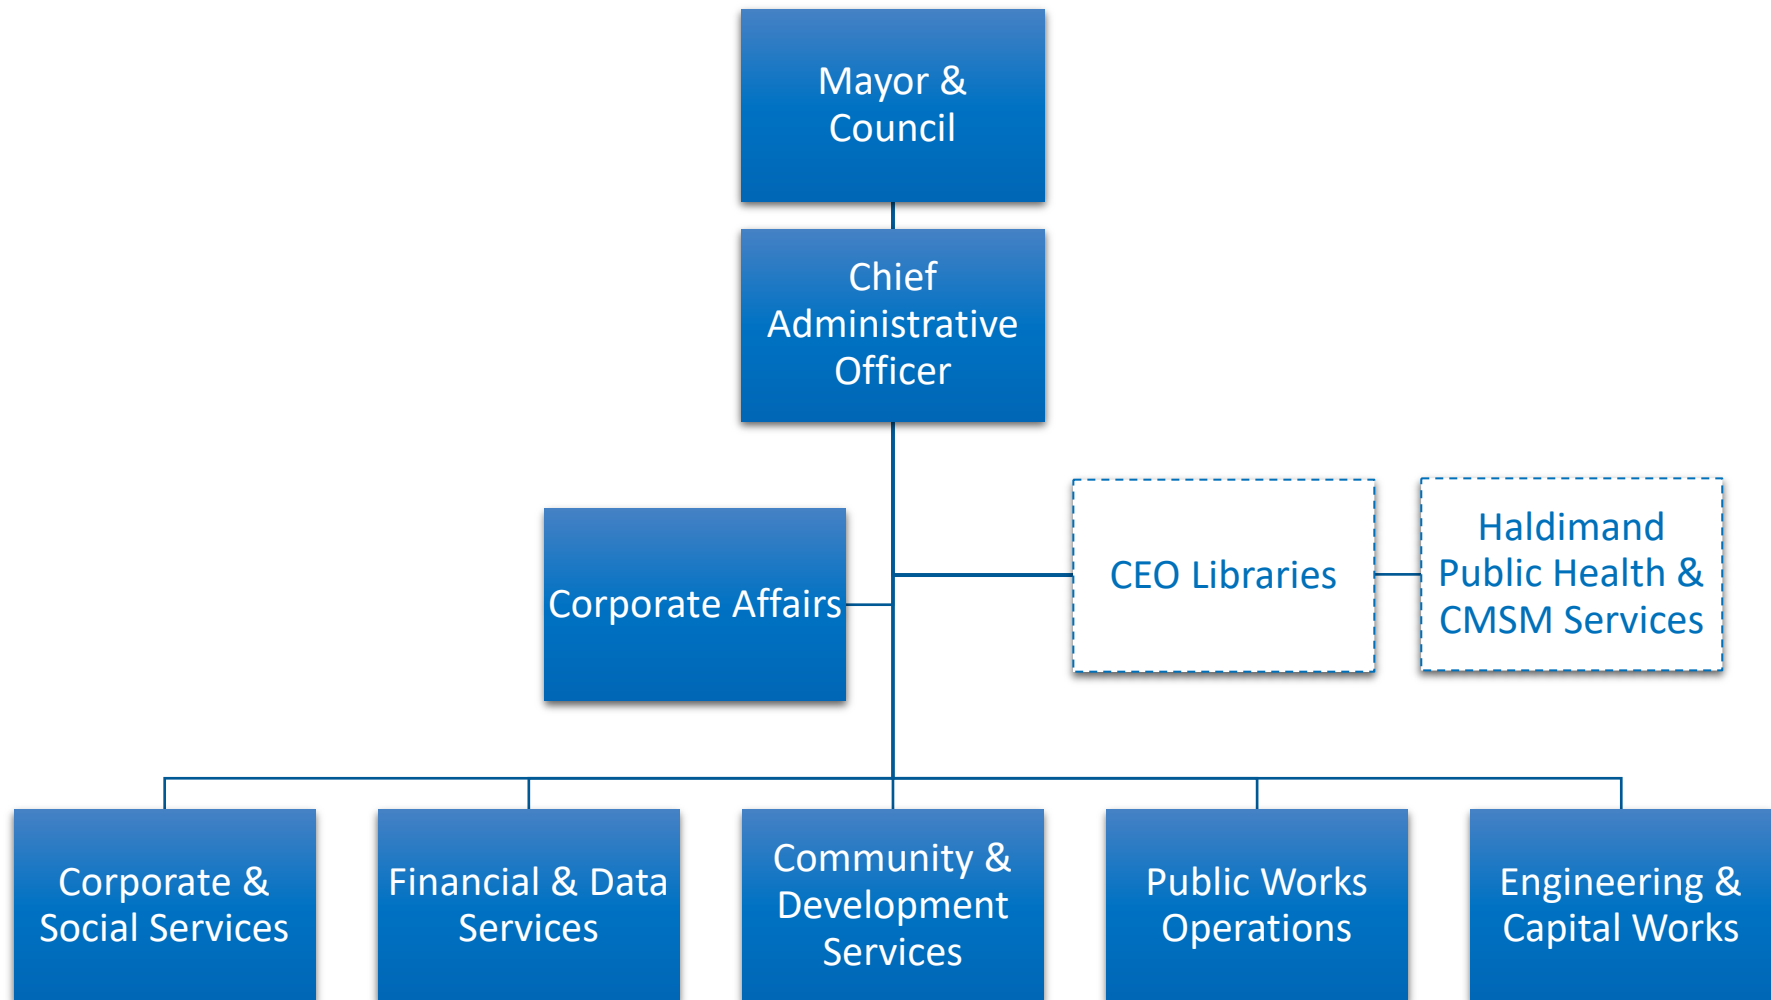 Mayor &
Council
Chief
Administrative
Officer
Corporate Affairs
CEO Libraries
Haldimand
Public Health &
CMSM Services
Corporate &
Social Services
Financial & Data
Services
Community &
Development
Services
Public Works
Operations
Engineering &
Capital Works